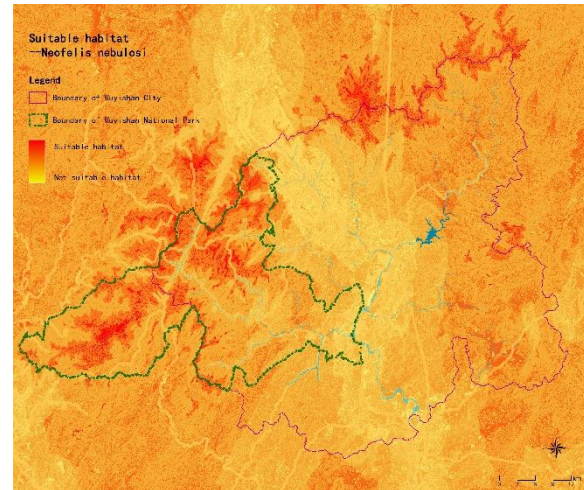 Suitable habitat
--Neofelis nebulosi
Legend
Boundary of Wuyishan City
Boundary of Wuyishan National Park
Suitable habitat
Not suitable habitat